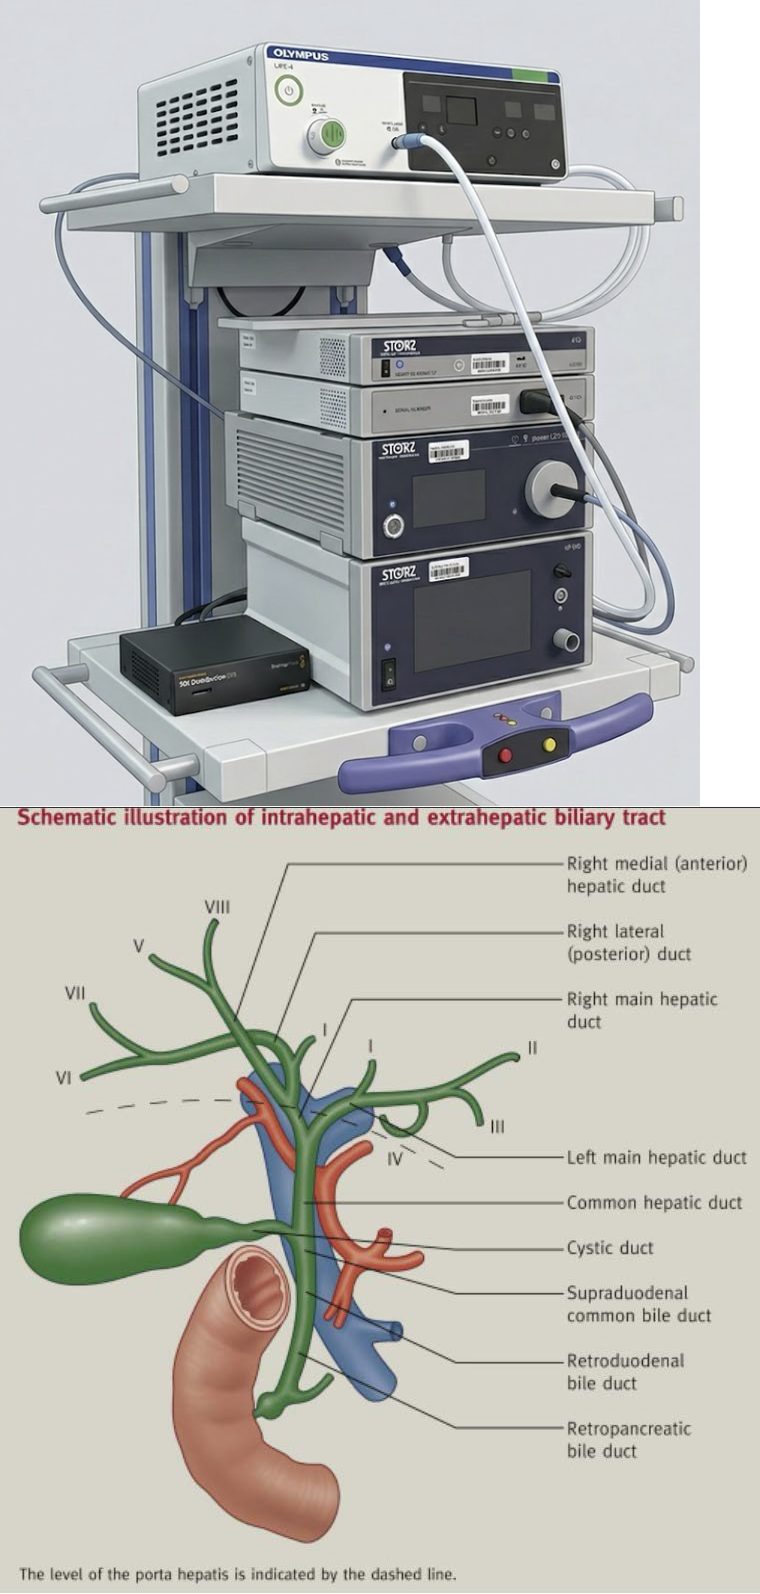 OLYMPUS
STORZ
STORZ
STORZ
Schematic illustration of intrahepatic and extrahepatic biliary tract
Right medial (anterior)
hepatic duct
VIII
Right lateral
(posterior) duct
V
VII
Right main hepatic
duct
I
I
II
VI
III
IV
Left main hepatic duct
Common hepatic duct
Cystic duct
Supraduodenal
common bile duct
Retroduodenal
bile duct
Retropancreatic
bile duct
The level of the porta hepatis is indicated by the dashed line.